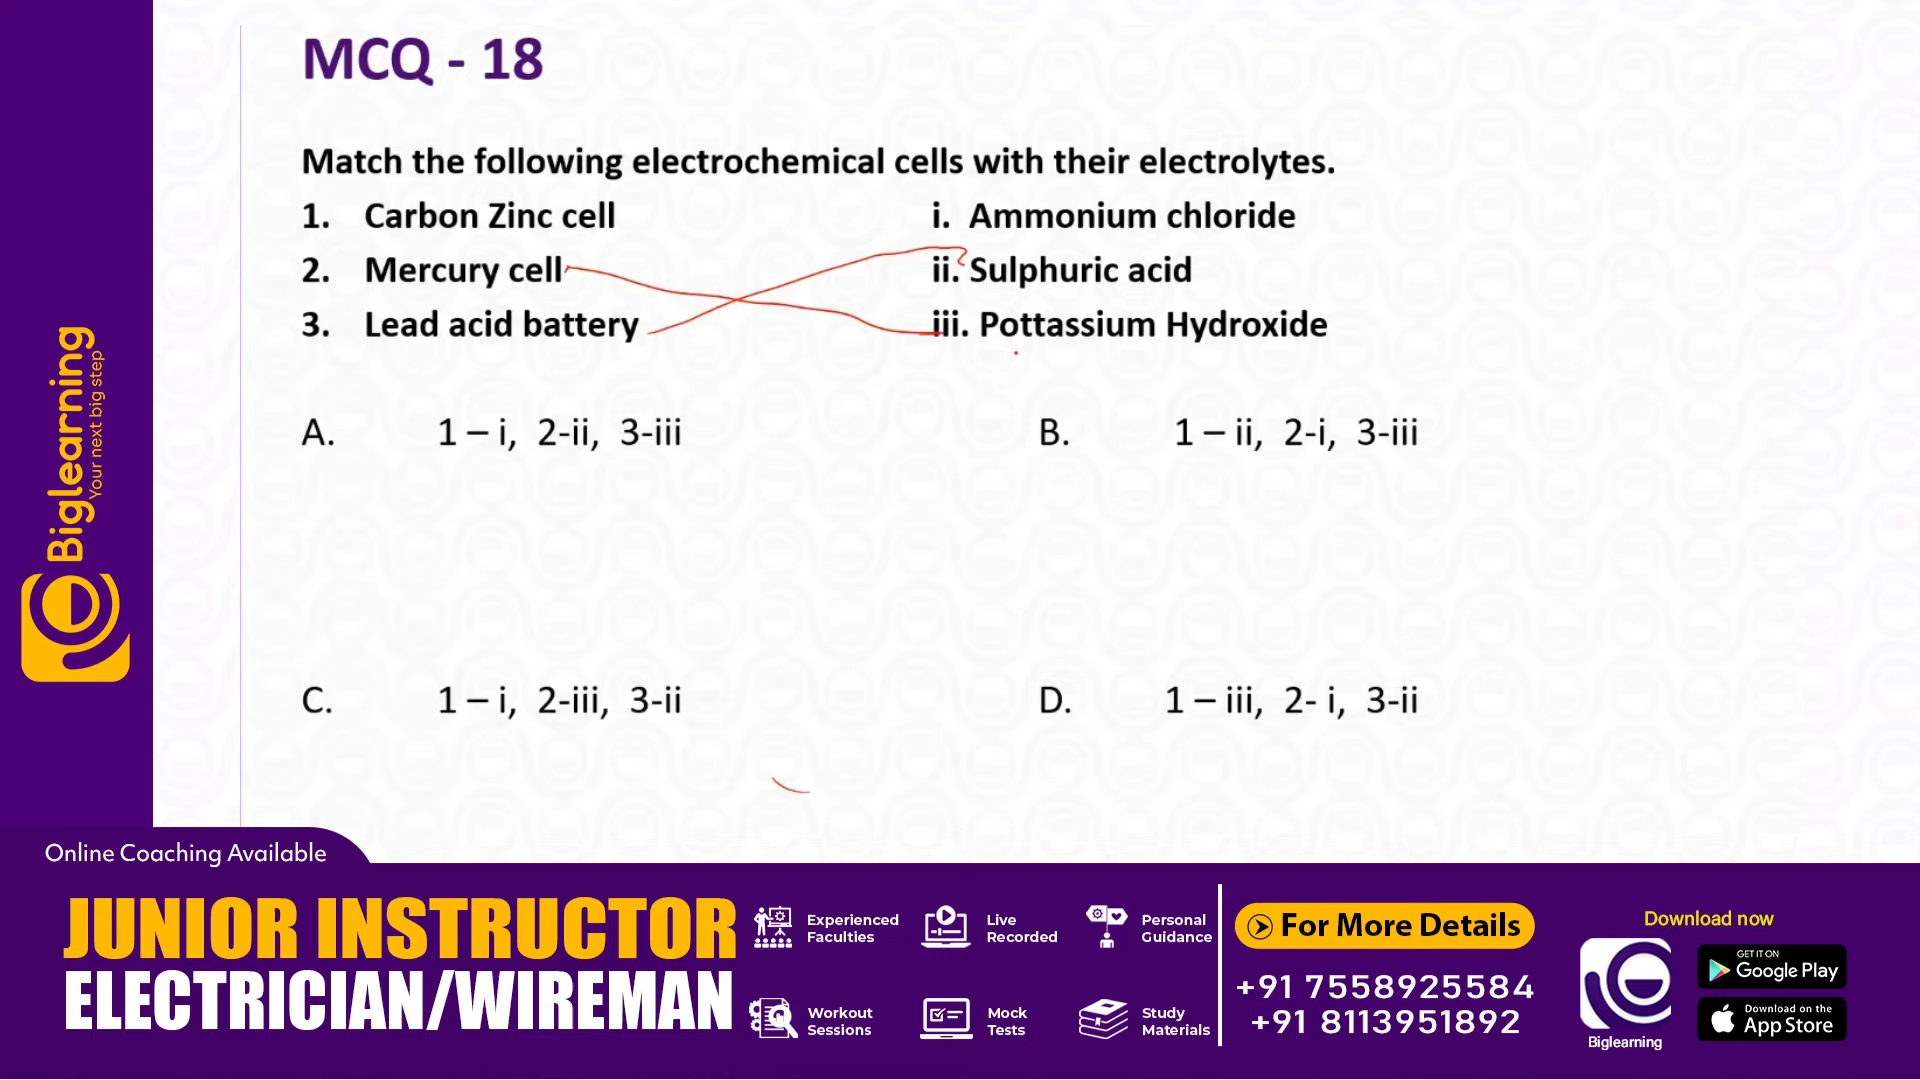 MCQ - 18
Match the following electrochemical cells with their electrolytes.
1. Carbon Zinc cell
i. Ammonium chloride
2. Mercury cell
ii. Sulphuric acid
3. Lead acid battery
iii. Pottassium Hydroxide
A. 1 – i, 2-ii, 3-iii
B. 1 – ii, 2-i, 3-iii
C. 1 – i, 2-iii, 3-ii
D. 1 – iii, 2- i, 3-ii
Biglearning
Your next big step
Online Coaching Available
JUNIOR INSTRUCTOR
ELECTRICIAN/WIREMAN
Experienced
Faculties
Live
Recorded
Personal
Guidance
Workout
Sessions
Mock
Tests
Study
Materials
For More Details
+91 7558925584
+91 8113951892
Download now
Biglearning
GET IT ON
Google Play
Download on the
App Store